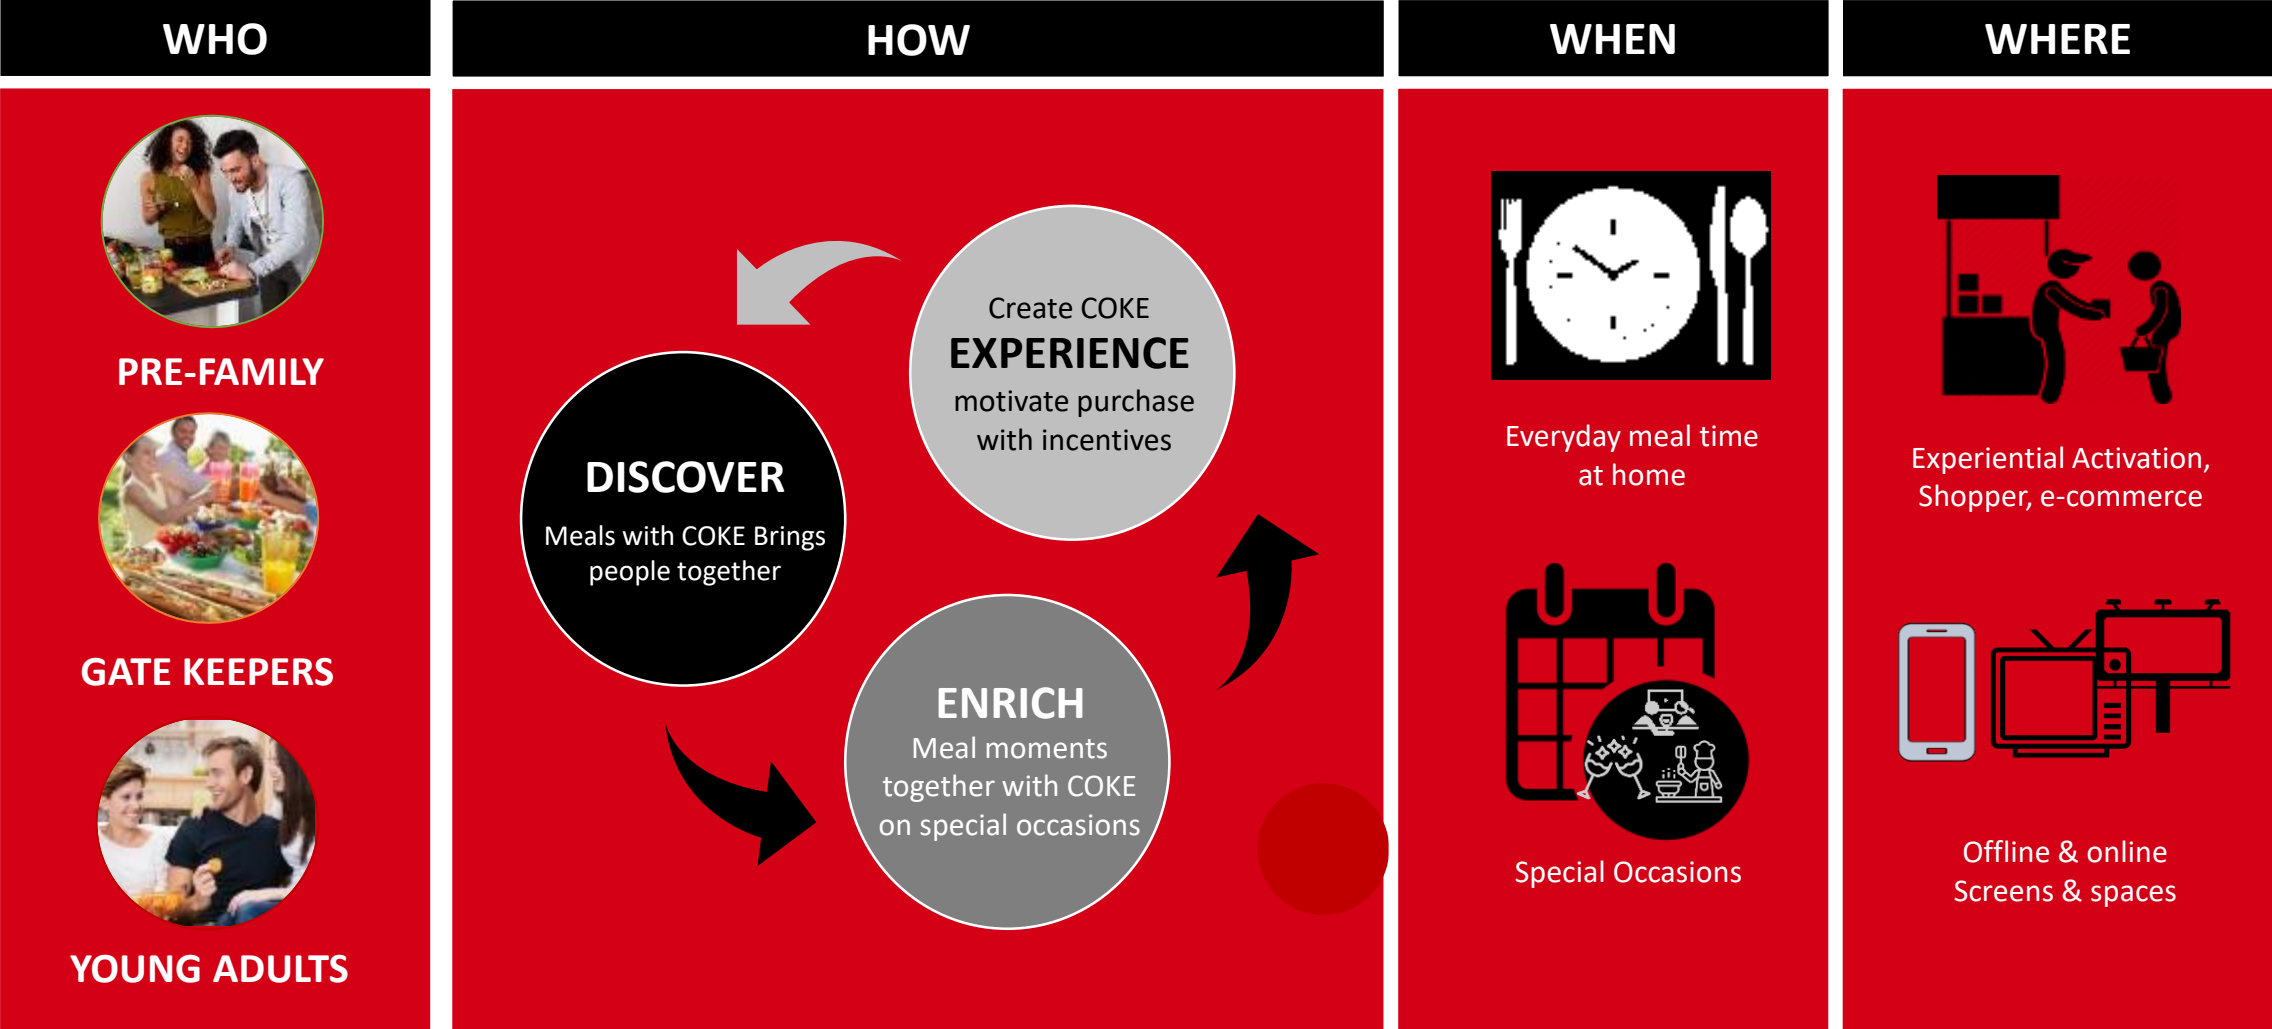 WHO
PRE-FAMILY
GATE KEEPERS
YOUNG ADULTS
HOW
DISCOVER
Meals with COKE Brings
people together
ENRICH
Meal moments
together with COKE
on special occasions
Create COKE
EXPERIENCE
motivate purchase
with incentives
WHEN
Everyday meal time
at home
Special Occasions
WHERE
Experiential Activation,
Shopper, e-commerce
Offline & online
Screens & spaces